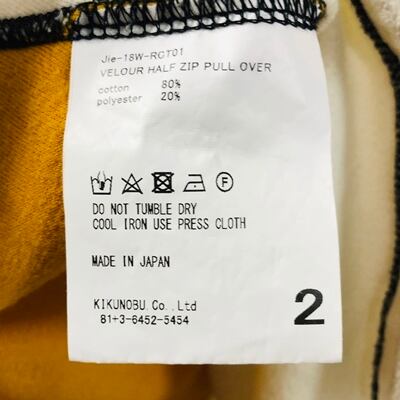 Jie-18W-RCT01
VELOUR HALF ZIP PULL OVER
cotton 80%
polyester 20%
F
DO NOT TUMBLE DRY
COOL IRON USE PRESS CLOTH
MADE IN JAPAN
KIKUNOBU Co., Ltd
81+3-6452-5454
2